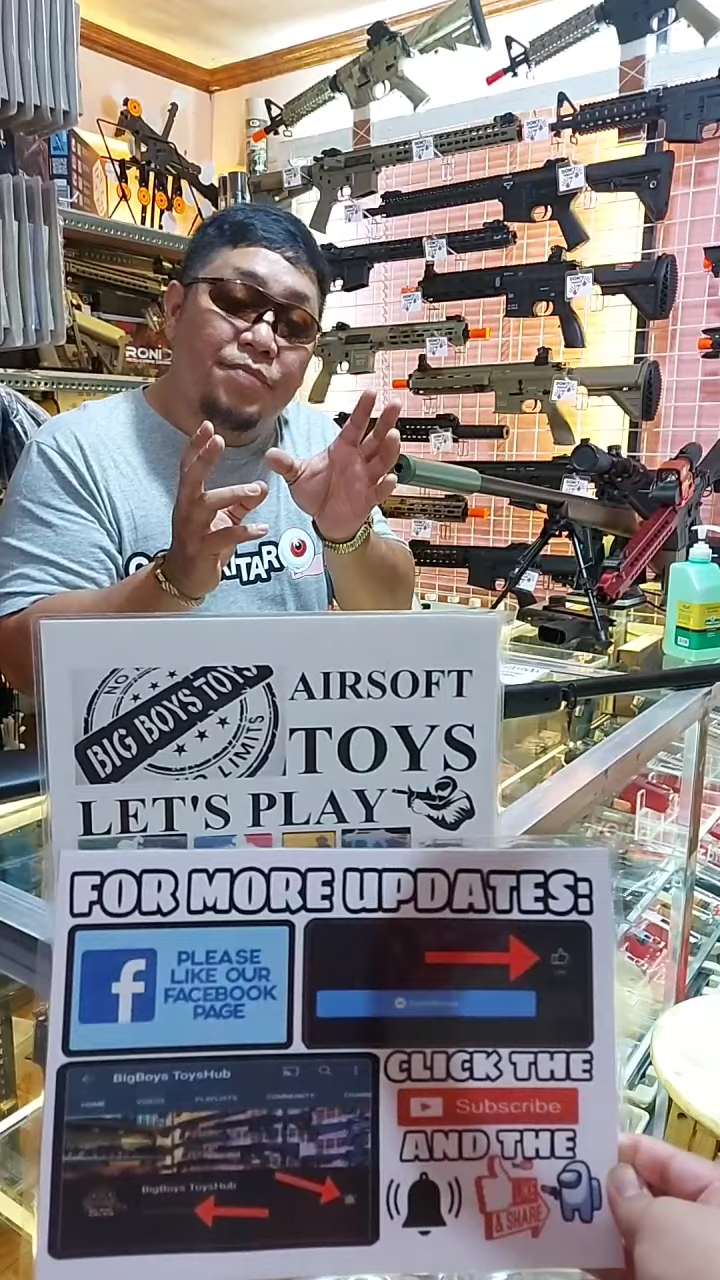 RONI
BIG BOYS TOYS
LIMITS
AIRSOFT
TOYS
LET'S PLAY
FOR MORE UPDATES:
f
PLEASE
LIKE OUR
FACEBOOK
PAGE
BigBoys ToysHub
HOME VIDEOS PLAYLISTS COMMUNITY
BigBoys ToysHub
CLICK THE
Subscribe
AND THE
LIKE
& SHARE